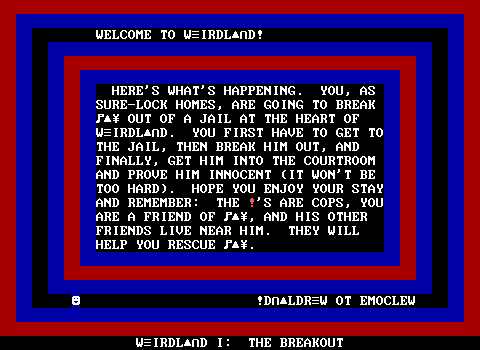 WELCOME TO W≡IRDL▲∩D!
HERE'S WHAT'S HAPPENING.  YOU, AS
SURE-LOCK HOMES, ARE GOING TO BREAK
♪▲¥ OUT OF A JAIL AT THE HEART OF
W≡IRDL▲∩D.  YOU FIRST HAVE TO GET TO
THE JAIL, THEN BREAK HIM OUT, AND
FINALLY, GET HIM INTO THE COURTROOM
AND PROVE HIM INNOCENT (IT WON'T BE
TOO HARD).  HOPE YOU ENJOY YOUR STAY
AND REMEMBER:  THE !'S ARE COPS, YOU
ARE A FRIEND OF ♪▲¥, AND HIS OTHER
FRIENDS LIVE NEAR HIM.  THEY WILL
HELP YOU RESCUE ♪▲¥.
!D∩▲LDR≡W OT EMOCLEW
W≡IRDL▲∩D I:  THE BREAKOUT